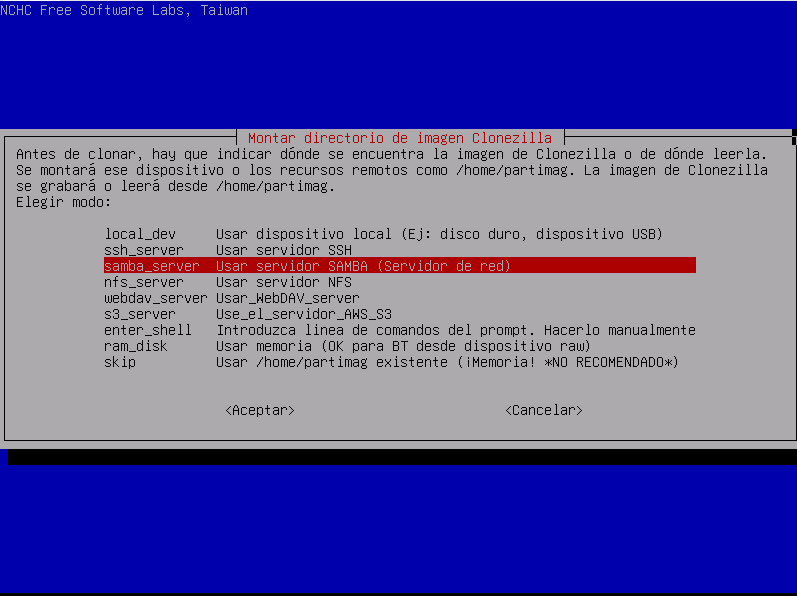 NCHC Free Software Labs, Taiwan
Montar directorio de imagen Clonezilla
Antes de clonar, hay que indicar dónde se encuentra la imagen de Clonezilla o de dónde leerla.
Se montará ese dispositivo o los recursos remotos como /home/partimag. La imagen de Clonezilla
se grabará o leerá desde /home/partimag.
Elegir modo:
local_dev Usar dispositivo local (Ej: disco duro, dispositivo USB)
ssh_server Usar servidor SSH
samba_server Usar servidor SAMBA (Servidor de red)
nfs_server Usar servidor NFS
webdav_server Usar_WebDAV_server
s3_server Use_el_servidor_AWS_S3
enter_shell Introduzca linea de comandos del prompt. Hacerlo manualmente
ram_disk Usar memoria (OK para BT desde dispositivo raw)
skip Usar /home/partimag existente (¡Memoria! *NO RECOMENDADO*)
<Aceptar> <Cancelar>